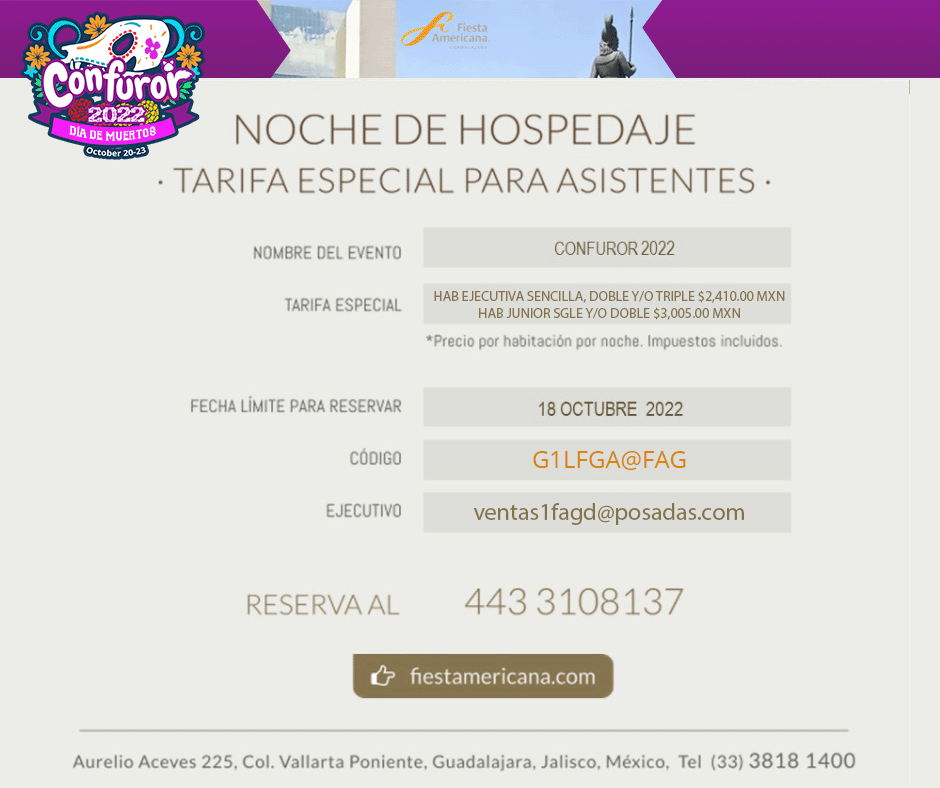 Confuror
2022
DÍA DE MUERTOS
October 20-23
Fiesta
Americana
GUADALAJARA
NOCHE DE HOSPEDAJE
· TARIFA ESPECIAL PARA ASISTENTES ·
NOMBRE DEL EVENTO CONFUROR 2022
TARIFA ESPECIAL HAB EJECUTIVA SENCILLA, DOBLE Y/O TRIPLE $2,410.00 MXN
HAB JUNIOR SGLE Y/O DOBLE $3,005.00 MXN
*Precio por habitación por noche. Impuestos incluidos.
FECHA LÍMITE PARA RESERVAR 18 OCTUBRE 2022
CÓDIGO G1LFGA@FAG
EJECUTIVO ventas1fagd@posadas.com
RESERVA AL 443 3108137
fiestamericana.com
Aurelio Aceves 225, Col. Vallarta Poniente, Guadalajara, Jalisco, México, Tel (33) 3818 1400